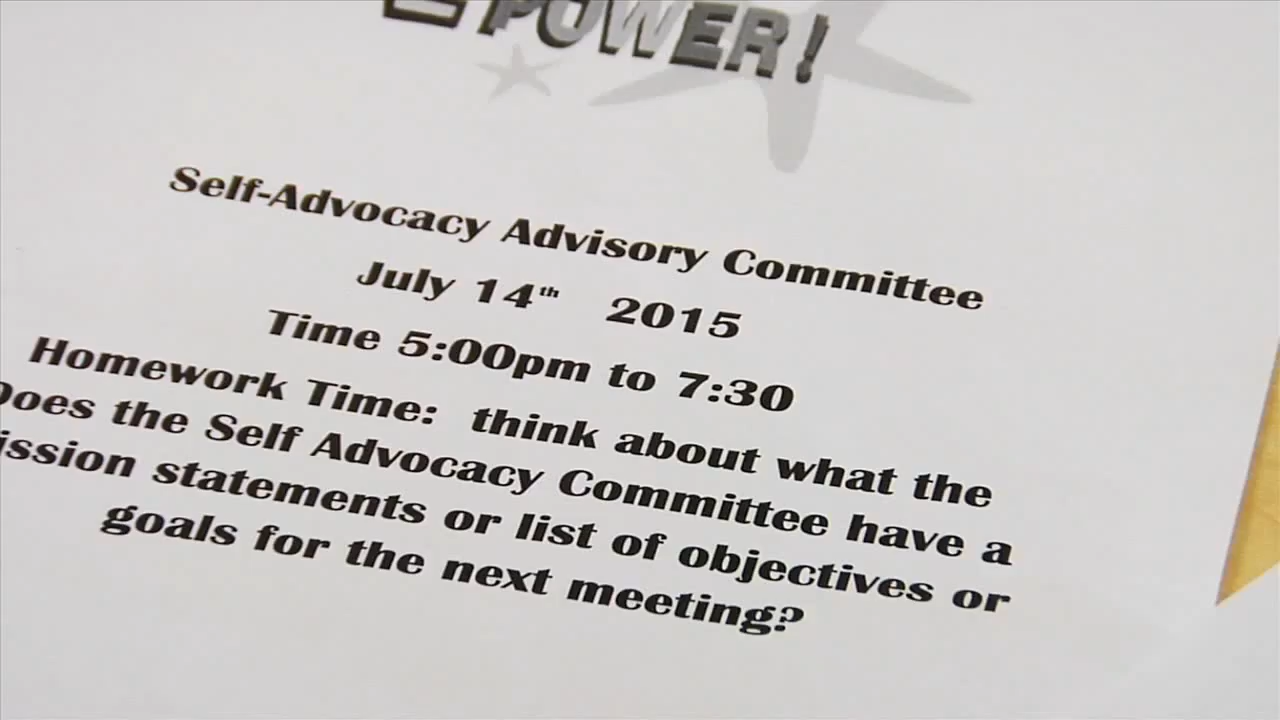 POWER!
Self-Advocacy Advisory Committee
July 14th 2015
Time 5:00pm to 7:30
Homework Time: think about what the
Does the Self Advocacy Committee have a
ission statements or list of objectives or
goals for the next meeting?